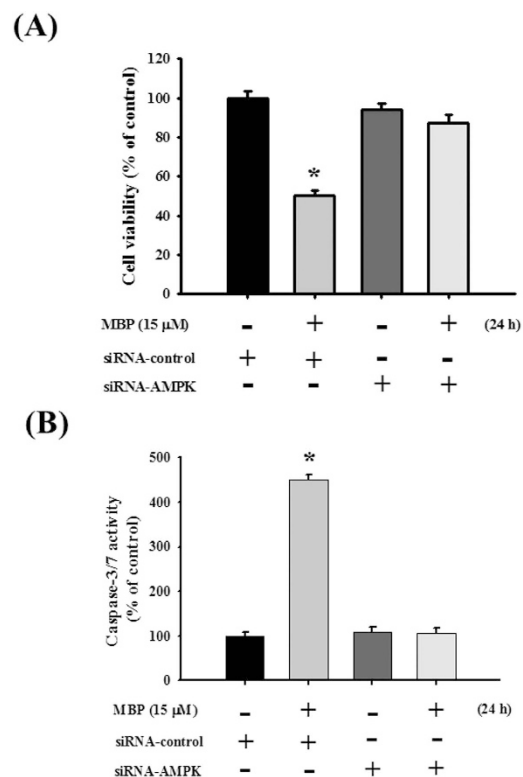 (A)
Cell viability (% of control)
120
100
80
60
40
20
0
*
MBP (15 μM) - + - + (24 h)
siRNA-control + + - -
siRNA-AMPK - - + +
(B)
Caspase-3/7 activity
(% of control)
500
400
300
200
100
0
*
MBP (15 μM) - + - + (24 h)
siRNA-control + + - -
siRNA-AMPK - - + +